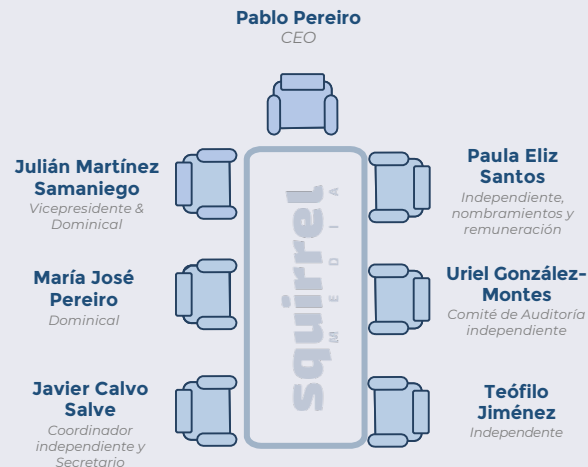 Pablo Pereiro
CEO
Julián Martínez
Samaniego
Vicepresidente &
Dominical
María José
Pereiro
Dominical
Javier Calvo
Salve
Coordinador
independiente y
Secretario
squirrel
MEDIA
Paula Eliz
Santos
Independiente,
nombramientos y
remuneración
Uriel González-
Montes
Comité de Auditoría
independiente
Teófilo
Jiménez
Independente